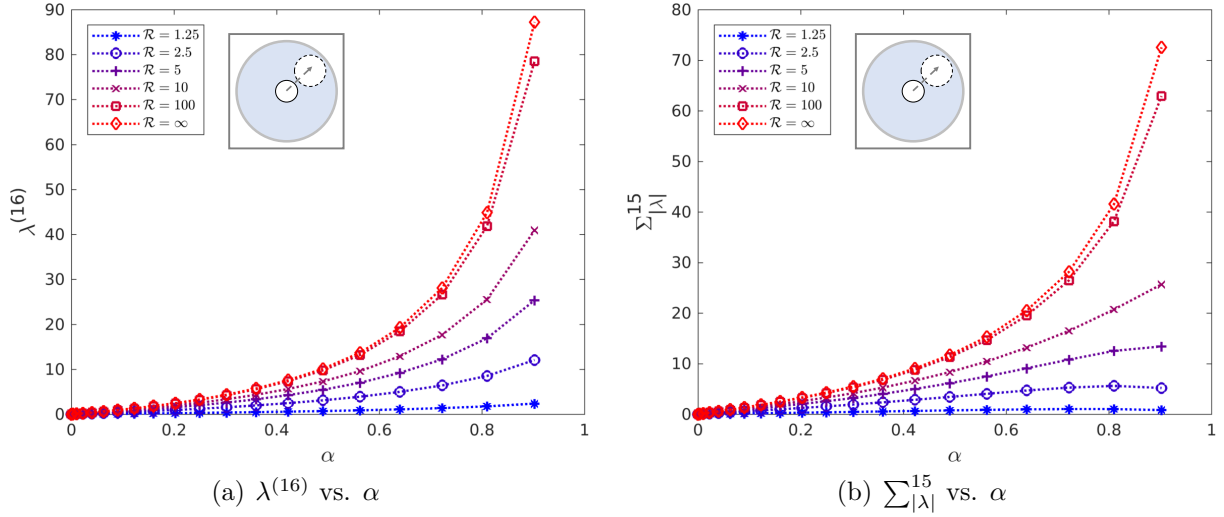 90
80
70
60
50
40
30
20
10
0
λ^(16)
R = 1.25
R = 2.5
R = 5
R = 10
R = 100
R = ∞
0 0.2 0.4 0.6 0.8 1
α
(a) λ^(16) vs. α
80
70
60
50
40
30
20
10
0
Σ^15_|λ|
R = 1.25
R = 2.5
R = 5
R = 10
R = 100
R = ∞
0 0.2 0.4 0.6 0.8 1
α
(b) ∑^15_|λ| vs. α